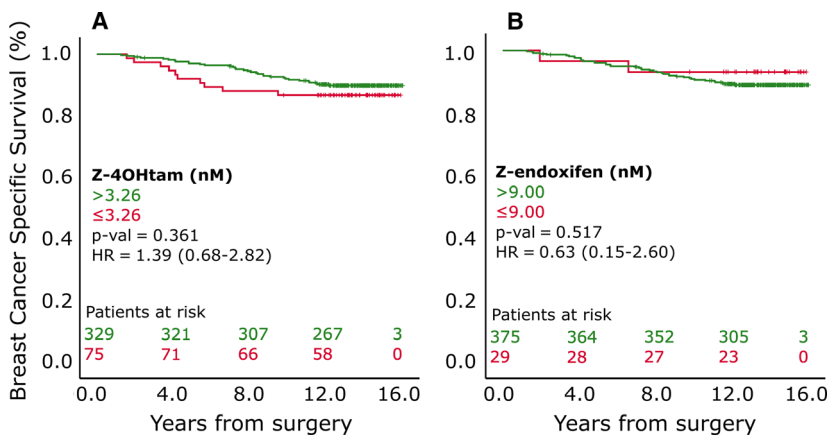 A
Breast Cancer Specific Survival (%)
1.0
0.8
0.6
0.4
0.2
0.0
Z-4OHtam (nM)
>3.26
≤3.26
p-val = 0.361
HR = 1.39 (0.68-2.82)
Patients at risk
329 321 307 267 3
75 71 66 58 0
0.0 4.0 8.0 12.0 16.0
Years from surgery
B
1.0
0.8
0.6
0.4
0.2
0.0
Z-endoxifen (nM)
>9.00
≤9.00
p-val = 0.517
HR = 0.63 (0.15-2.60)
Patients at risk
375 364 352 305 3
29 28 27 23 0
0.0 4.0 8.0 12.0 16.0
Years from surgery